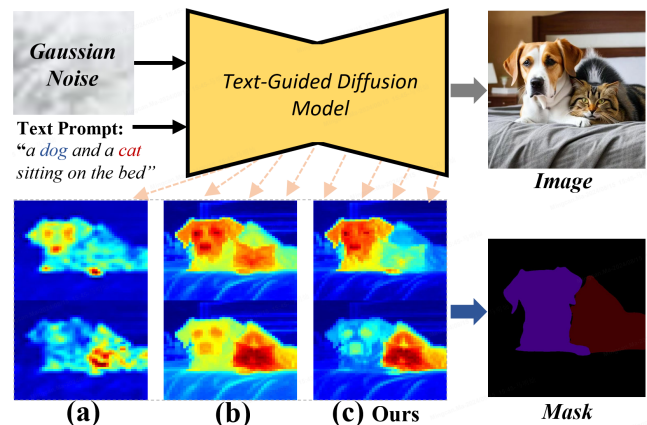 Gaussian
Noise
Text-Guided Diffusion
Model
Text Prompt:
“a dog and a cat
sitting on the bed”
Image
(a)
(b)
(c) Ours
Mask